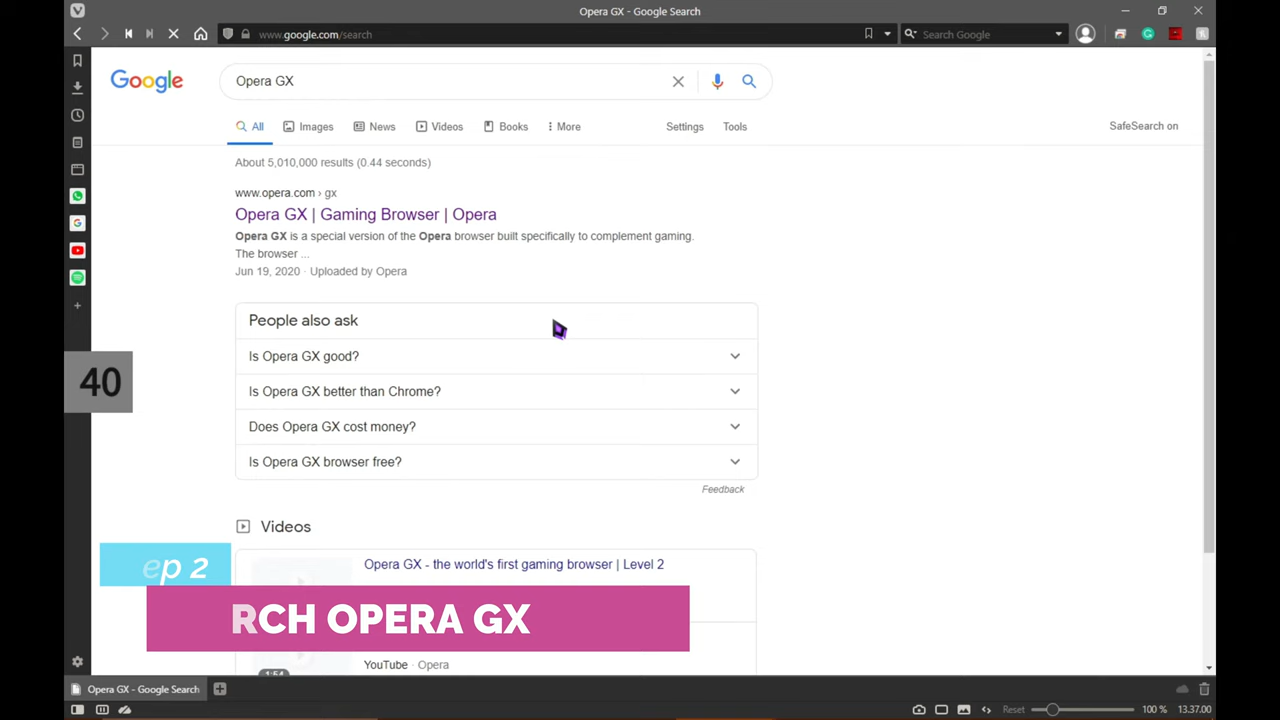 Opera GX - Google Search
www.google.com/search
Search Google
Google
Opera GX
All
Images
News
Videos
Books
More
Settings
Tools
SafeSearch on
About 5,010,000 results (0.44 seconds)
www.opera.com › gx
Opera GX | Gaming Browser | Opera
Opera GX is a special version of the Opera browser built specifically to complement gaming.
The browser ...
Jun 19, 2020 · Uploaded by Opera
People also ask
Is Opera GX good?
Is Opera GX better than Chrome?
Does Opera GX cost money?
Is Opera GX browser free?
Feedback
40
Videos
Opera GX - the world's first gaming browser | Level 2
ep 2
RCH OPERA GX
YouTube · Opera
1:54
Opera GX - Google Search
Reset
100 %
13.37.00